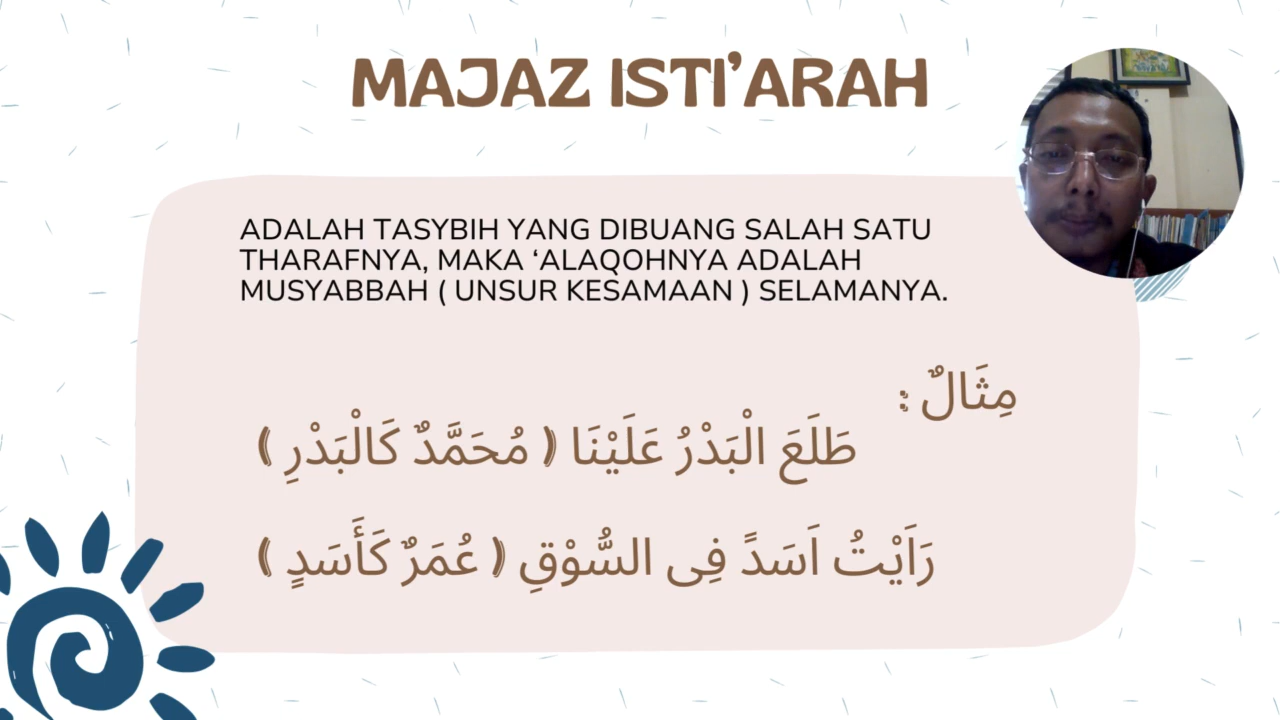 MAJAZ ISTI’ARAH
ADALAH TASYBIH YANG DIBUANG SALAH SATU
THARAFNYA, MAKA ‘ALAQOHNYA ADALAH
MUSYABBAH ( UNSUR KESAMAAN ) SELAMANYA.
مِثَالٌ :
طَلَعَ الْبَدْرُ عَلَيْنَا ( مُحَمَّدٌ كَالْبَدْرِ )
رَاَيْتُ اَسَدً فِى السُّوْقِ ( عُمَرٌ كَأَسَدٍ )